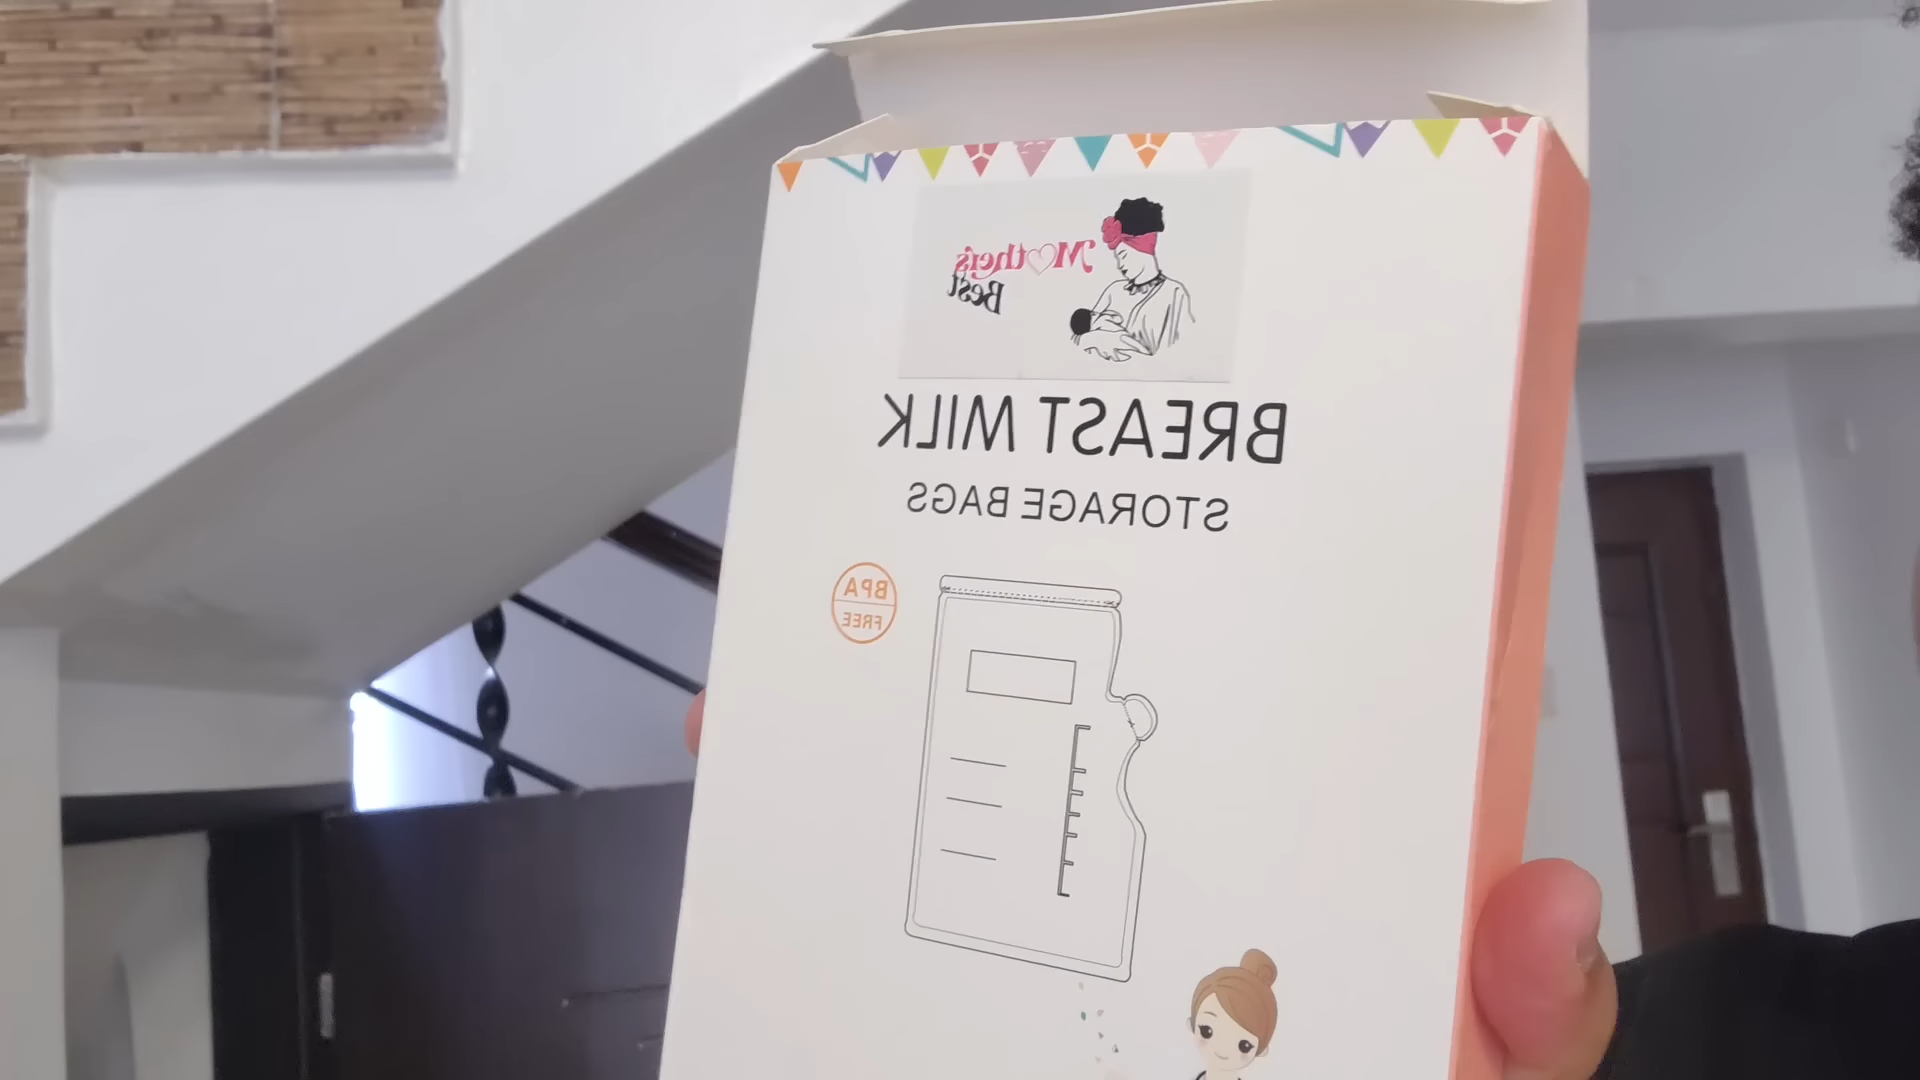 Mothers
Best
BREAST MILK
STORAGE BAGS
BPA
FREE